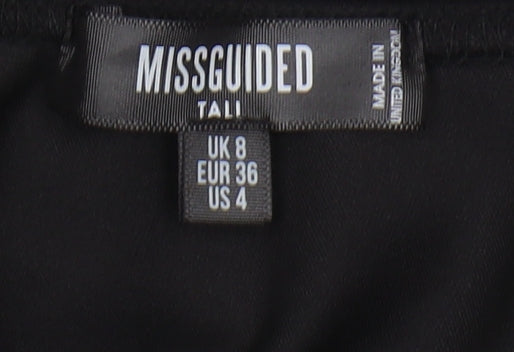 MISSGUIDED
TALL
MADE IN
UNITED KINGDOM
UK 8
EUR 36
US 4